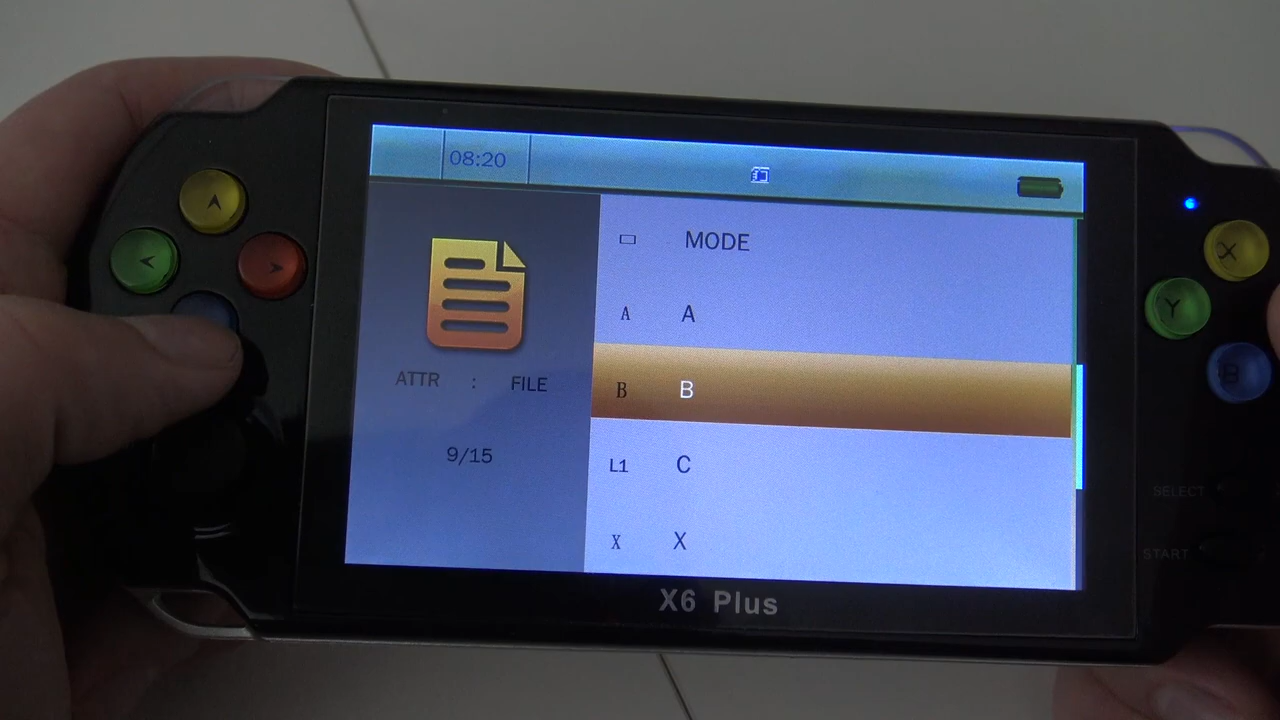 08:20
MODE
A A
B B
L1 C
X X
ATTR : FILE
9/15
X
Y
B
SELECT
START
X6 Plus